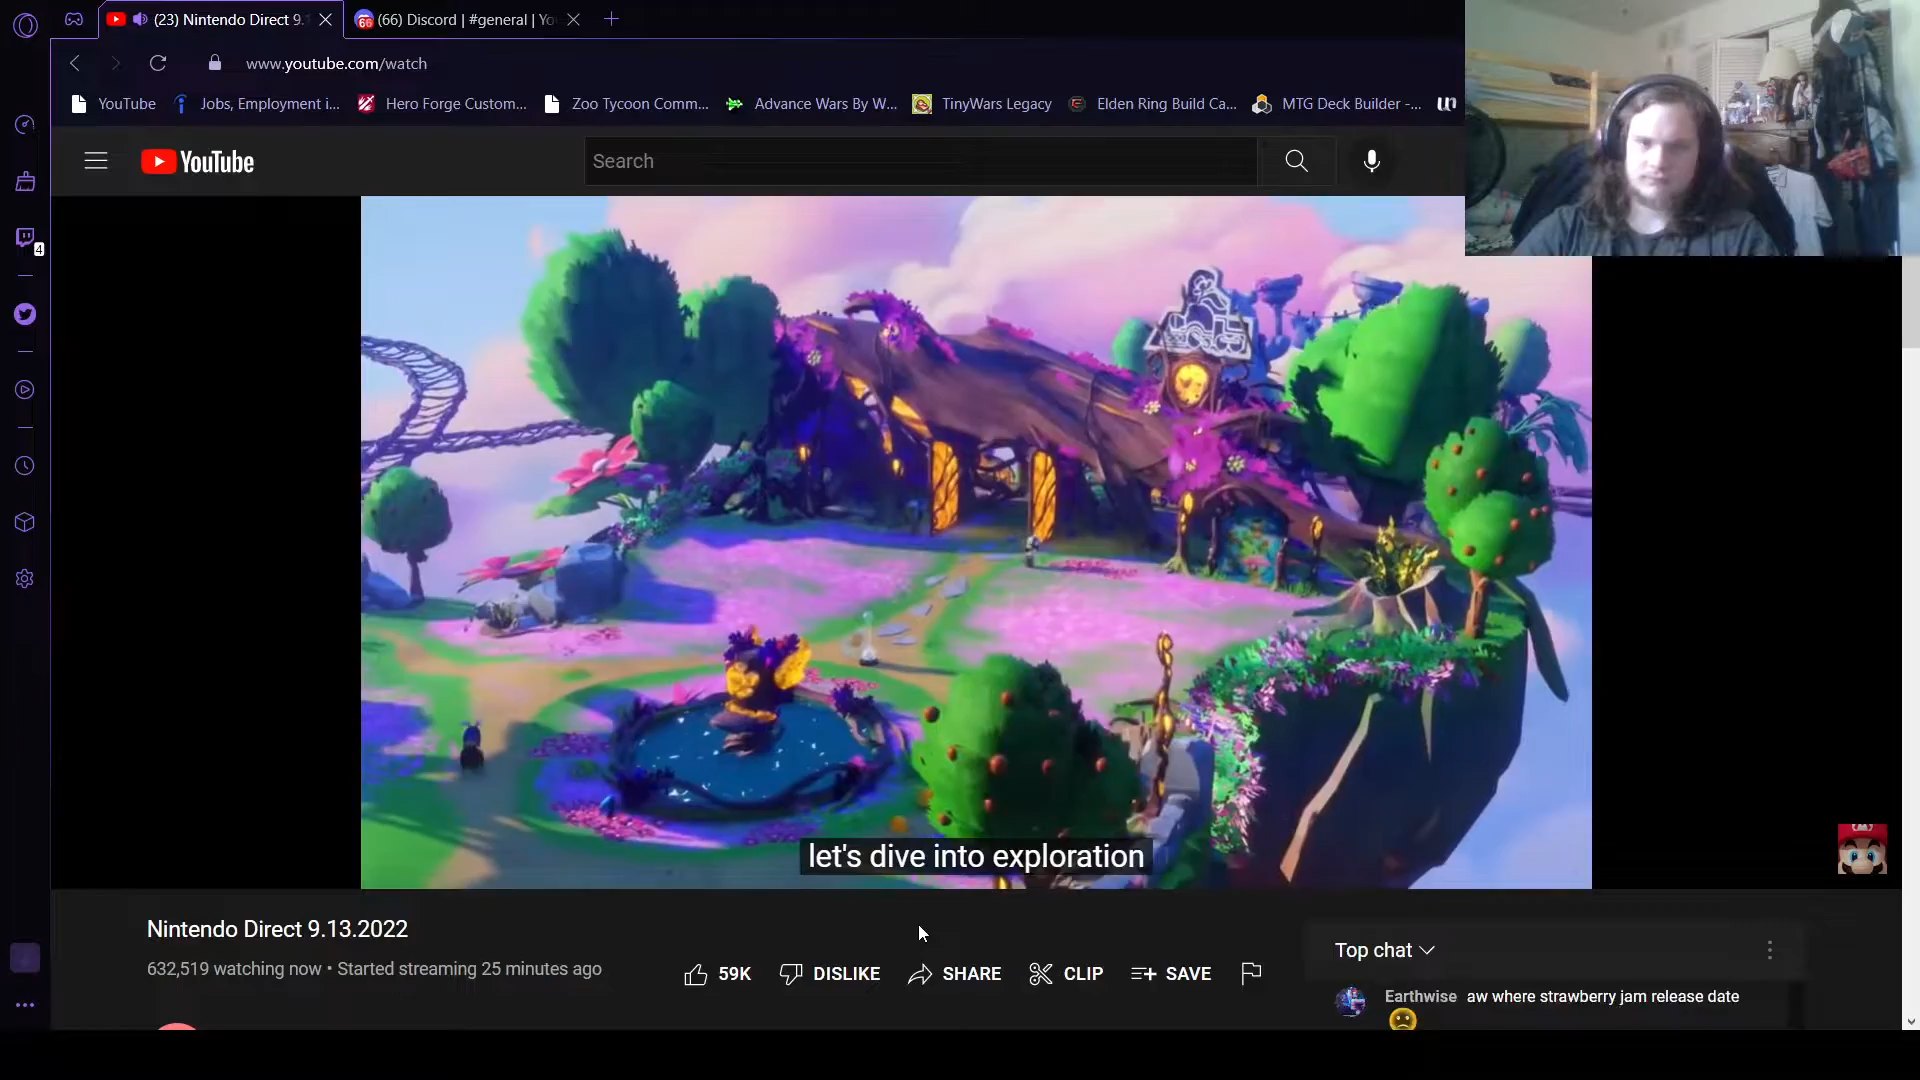 (23) Nintendo Direct 9.
66
(66) Discord | #general | Yo
www.youtube.com/watch
YouTube
Jobs, Employment i...
Hero Forge Custom...
Zoo Tycoon Comm...
Advance Wars By W...
TinyWars Legacy
Elden Ring Build Ca...
MTG Deck Builder -...
YouTube
Search
4
let's dive into exploration
Nintendo Direct 9.13.2022
632,519 watching now • Started streaming 25 minutes ago
59K
DISLIKE
SHARE
CLIP
SAVE
Top chat
Earthwise aw where strawberry jam release date